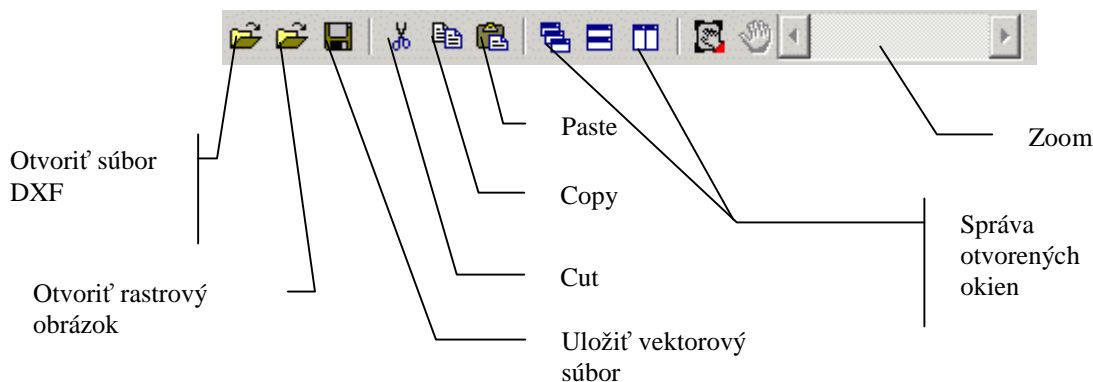 Paste
Zoom
Otvoriť súbor
DXF
Copy
Správa
otvorených
okien
Cut
Otvoriť rastrový
obrázok
Uložiť vektorový
súbor